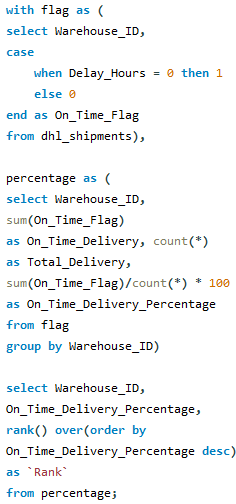 with flag as (
select Warehouse_ID,
case
    when Delay_Hours = 0 then 1
    else 0
end as On_Time_Flag
from dhl_shipments),

percentage as (
select Warehouse_ID,
sum(On_Time_Flag)
as On_Time_Delivery, count(*)
as Total_Delivery,
sum(On_Time_Flag)/count(*) * 100
as On_Time_Delivery_Percentage
from flag
group by Warehouse_ID)

select Warehouse_ID,
On_Time_Delivery_Percentage,
rank() over(order by
On_Time_Delivery_Percentage desc)
as `Rank`
from percentage;